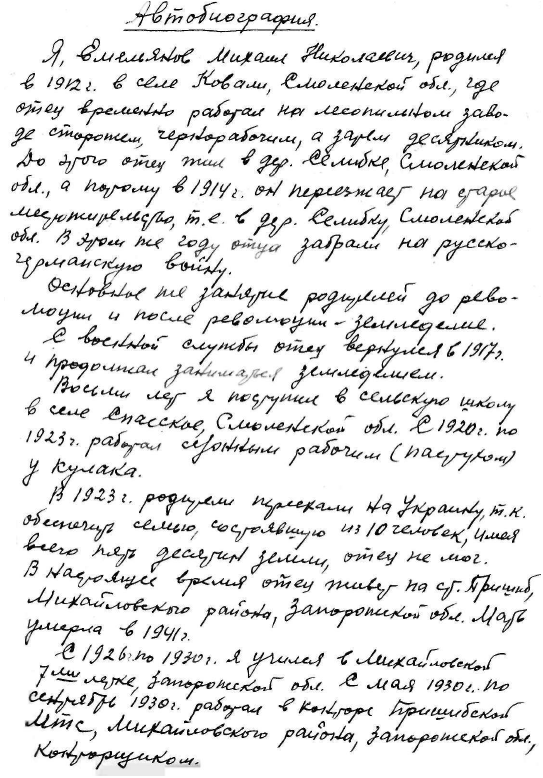 Автобиография.
Я, Емельянов Михаил Николаевич, родился
в 1912г. в селе Ковали, Смоленской обл., где
отец временно работал на лесопильном заво-
де сторожем, чернорабочим, а затем десятником.
До этого отец жил в дер. Селибке, Смоленской
обл., а потому в 1914г. он переезжает на старое
местожительство, т.е. в дер. Селибку, Смоленской
обл. В этом же году отца забрали на русско-
германскую войну.
Основное же занятие родителей до рево-
люции и после революции - земледелие.
С военной службы отец вернулся в 1917г.
и продолжал заниматься земледелием.
Восьми лет я поступил в сельскую школу
в селе Спасское, Смоленской обл. С 1920г. по
1923г. работал сезонным рабочим (пастухом)
у кулака.
В 1923г. родители переехали на Украину, т.к.
обеспечить семью, состоявшую из 10 человек, имея
всего пять десятин земли, отец не мог.
В настоящее время отец живет на ст. Пришиб,
Михайловского района, Запорожской обл. Мать
умерла в 1941г.
С 1926г. по 1930г. я учился в Михайловской
7ми летке, Запорожской обл. С мая 1930г. по
сентябрь 1930г. работал в конторе Пришибской
МТС, Михайловского района, Запорожской обл.,
конторщиком.